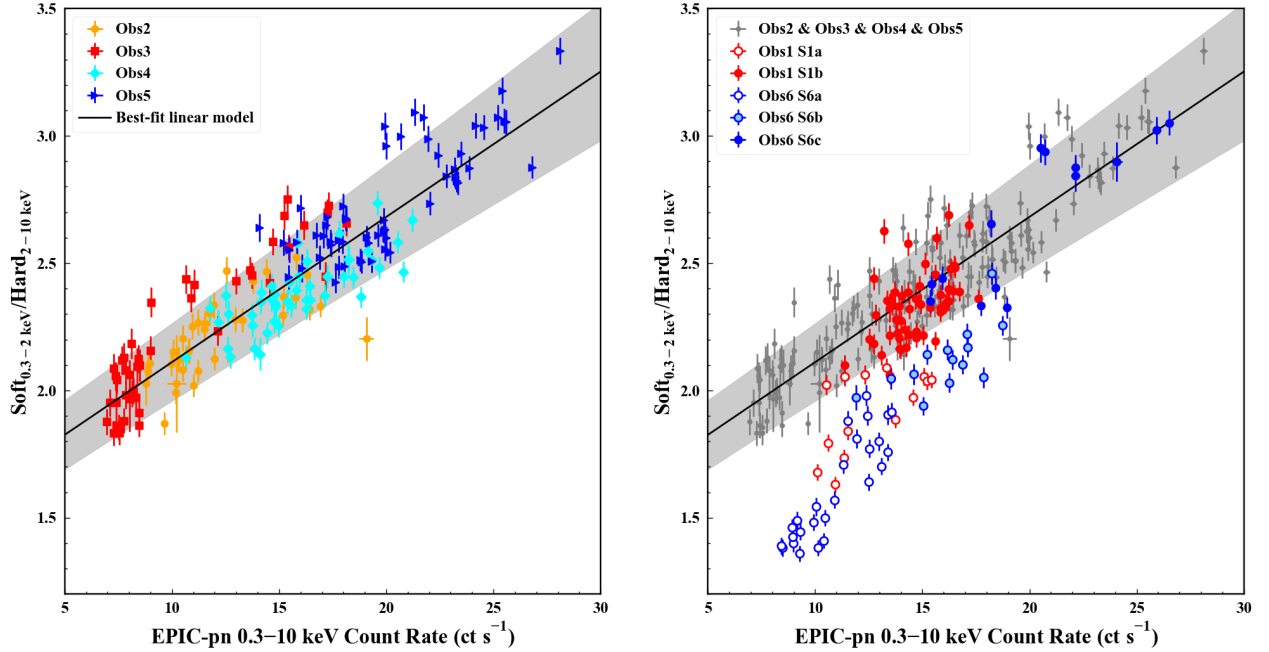 3.5
3.0
2.5
2.0
1.5
Soft0.3−2 keV/Hard2−10 keV
Obs2
Obs3
Obs4
Obs5
Best-fit linear model
5
10
15
20
25
30
EPIC-pn 0.3−10 keV Count Rate (ct s−1)
3.5
3.0
2.5
2.0
1.5
Soft0.3−2 keV/Hard2−10 keV
Obs2 & Obs3 & Obs4 & Obs5
Obs1 S1a
Obs1 S1b
Obs6 S6a
Obs6 S6b
Obs6 S6c
5
10
15
20
25
30
EPIC-pn 0.3−10 keV Count Rate (ct s−1)